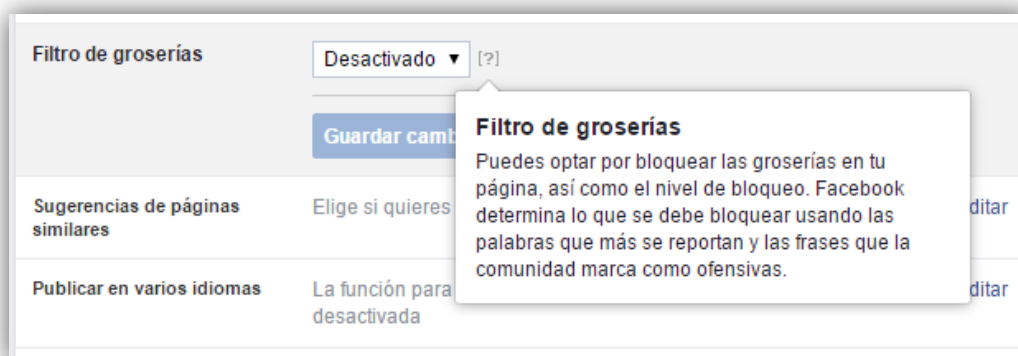 Filtro de groserías
Desactivado ▼ [?]
Guardar camb
Filtro de groserías
Puedes optar por bloquear las groserías en tu
página, así como el nivel de bloqueo. Facebook
determina lo que se debe bloquear usando las
palabras que más se reportan y las frases que la
comunidad marca como ofensivas.
Sugerencias de páginas
similares
Elige si quieres
ditar
Publicar en varios idiomas
La función para
desactivada
ditar